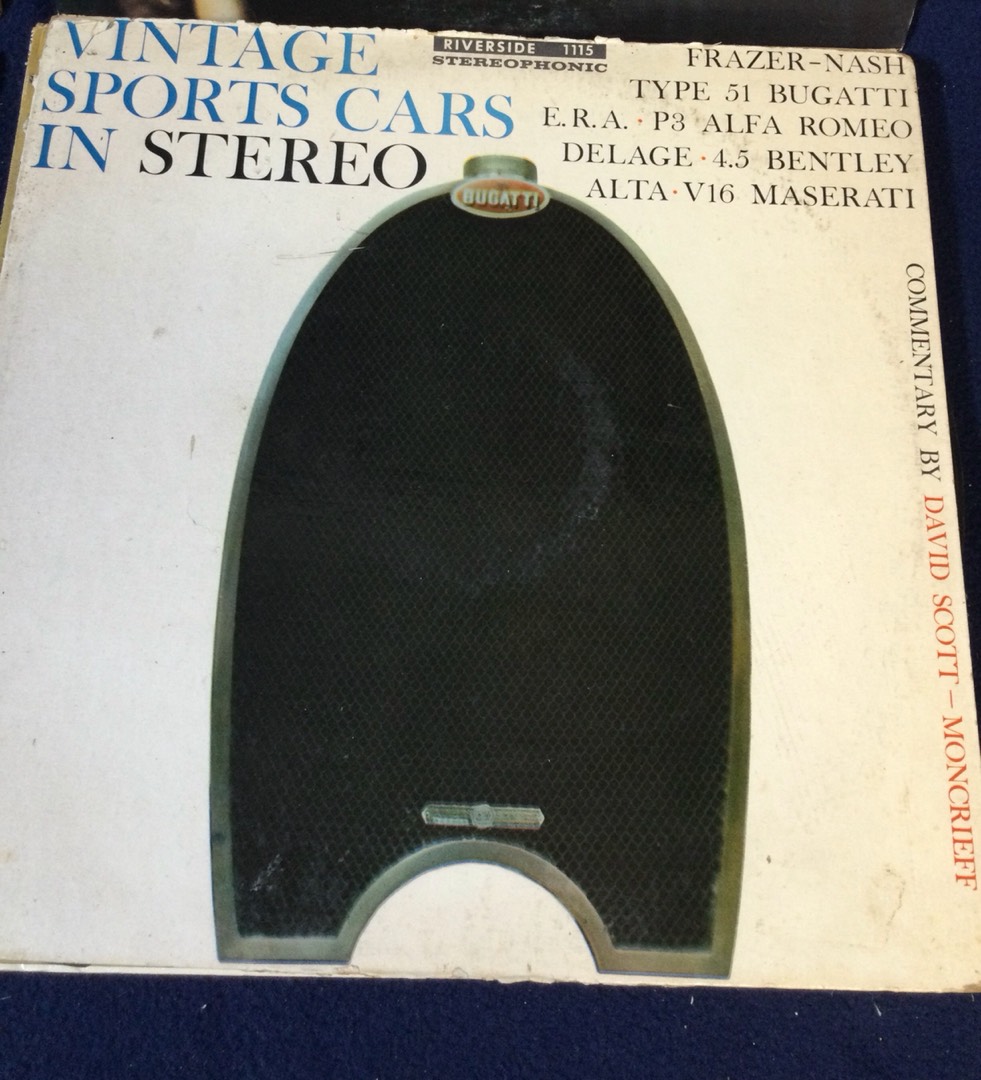 VINTAGE
SPORTS CARS
IN STEREO
RIVERSIDE 1115
STEREOPHONIC
FRAZER-NASH
TYPE 51 BUGATTI
E.R.A. · P3 ALFA ROMEO
DELAGE · 4.5 BENTLEY
ALTA · V16 MASERATI
BUGATTI
COMMENTARY BY DAVID SCOTT-MONCRIEFF